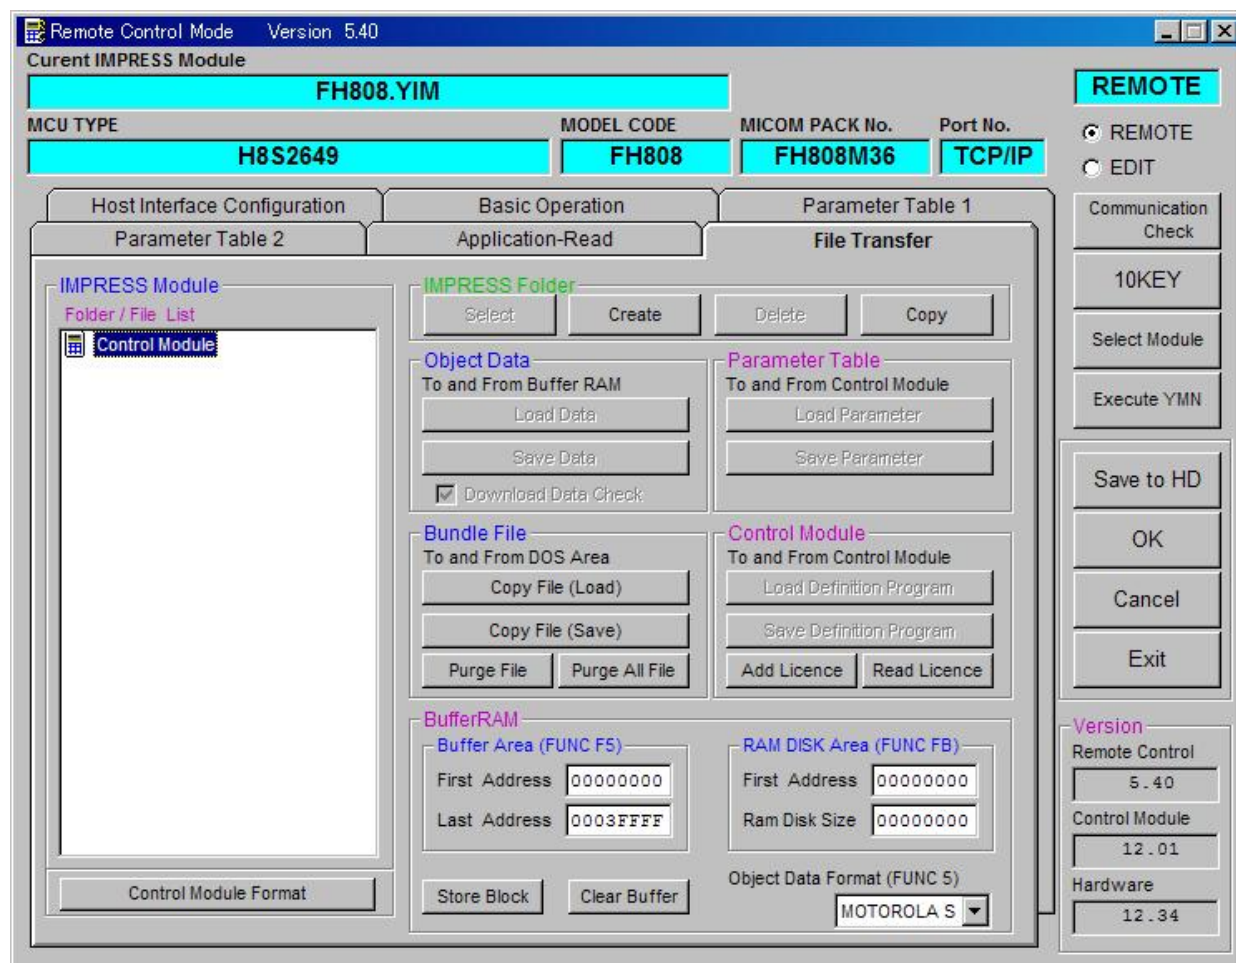 Remote Control Mode Version 5.40
Curent IMPRESS Module
FH808.YIM
REMOTE
MCU TYPE MODEL CODE MICOM PACK No. Port No.
H8S2649 FH808 FH808M36 TCP/IP
REMOTE
EDIT
Host Interface Configuration Basic Operation Parameter Table 1
Parameter Table 2 Application-Read File Transfer
Communication
Check
10KEY
Select Module
Execute YMN
Save to HD
OK
Cancel
Exit
IMPRESS Module
Folder / File List
Control Module
Control Module Format
IMPRESS Folder
Select Create Delete Copy
Object Data
To and From Buffer RAM
Load Data
Save Data
Download Data Check
Parameter Table
To and From Control Module
Load Parameter
Save Parameter
Bundle File
To and From DOS Area
Copy File (Load)
Copy File (Save)
Purge File Purge All File
Control Module
To and From Control Module
Load Definition Program
Save Definition Program
Add Licence Read Licence
BufferRAM
Buffer Area (FUNC F5)
First Address 00000000
Last Address 0003FFFF
RAM DISK Area (FUNC FB)
First Address 00000000
Ram Disk Size 00000000
Store Block Clear Buffer
Object Data Format (FUNC 5)
MOTOROLA S
Version
Remote Control
5.40
Control Module
12.01
Hardware
12.34